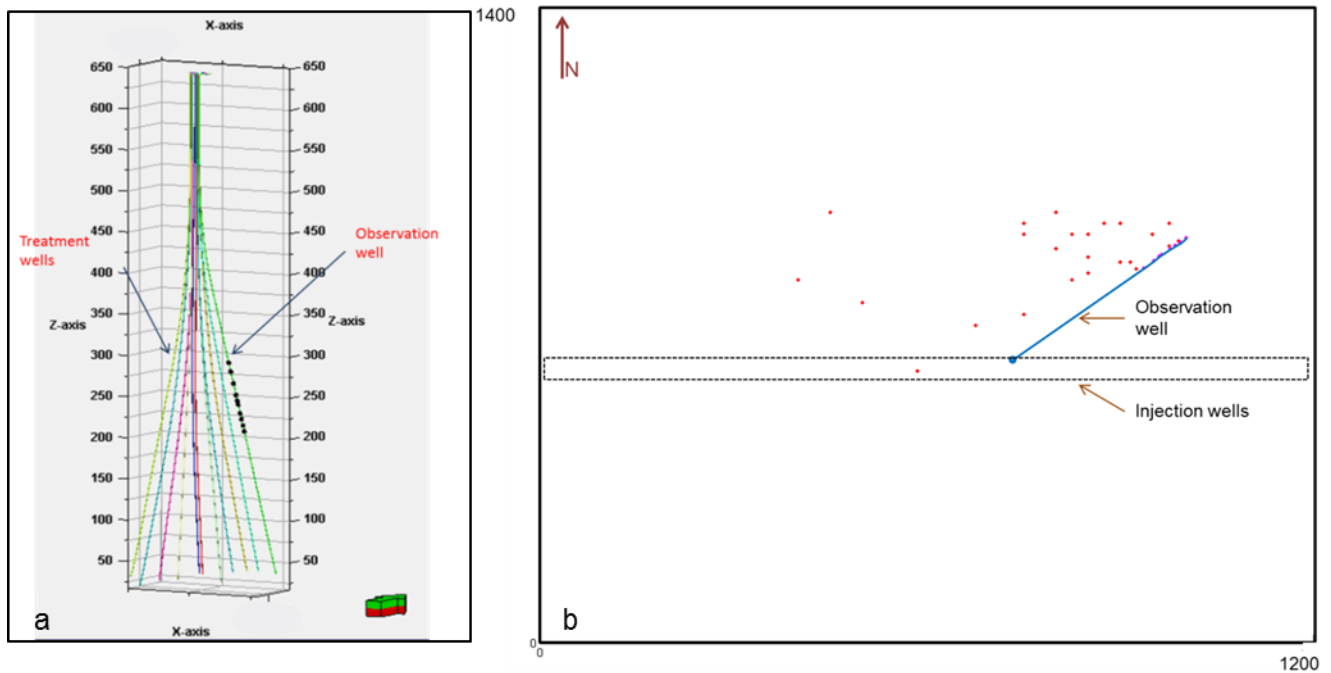 X-axis
650
600
550
500
450
400
350
300
250
200
150
100
50
650
600
550
500
450
400
350
300
250
200
150
100
50
Z-axis
Z-axis
Treatment
wells
Observation
well
X-axis
a
1400
N
Observation
well
Injection wells
b
0
0
1200